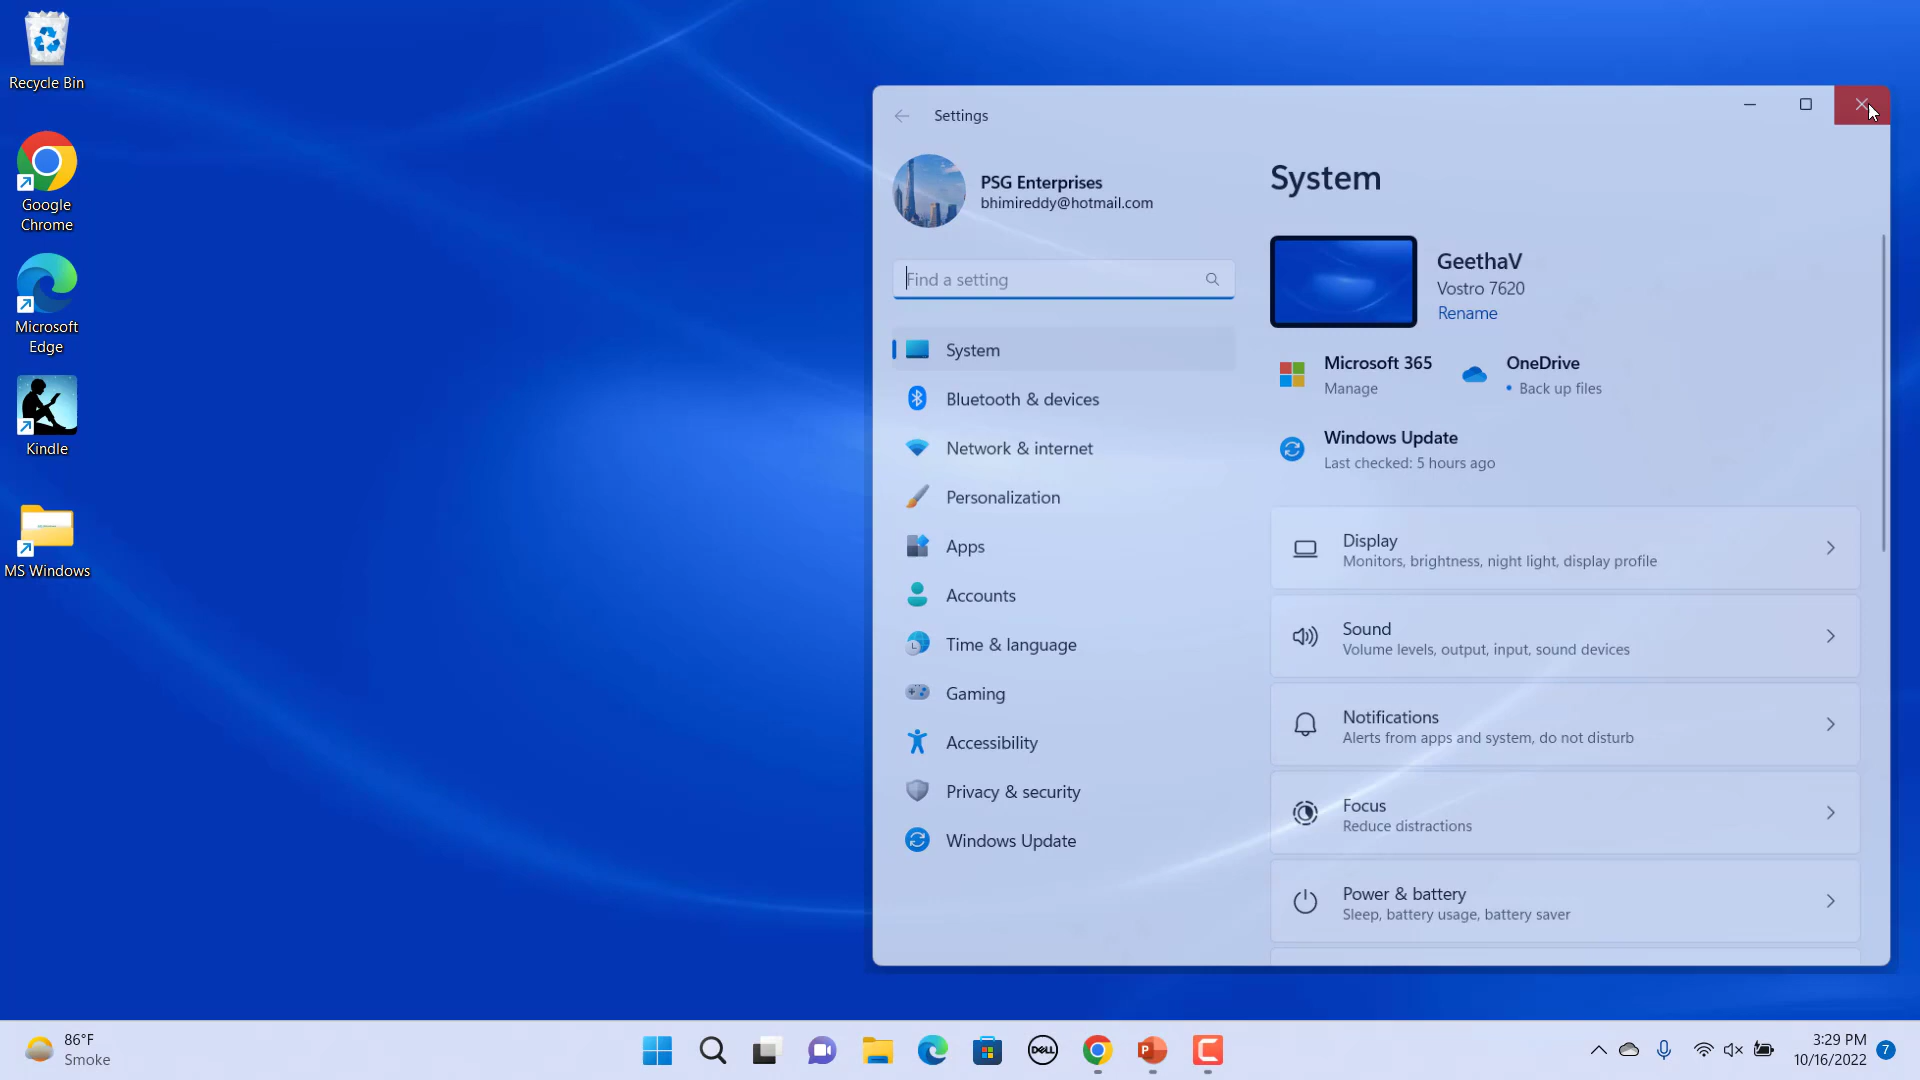 Recycle Bin
Google
Chrome
Microsoft
Edge
Kindle
MS Windows
Settings
PSG Enterprises
bhimireddy@hotmail.com
Find a setting
System
Bluetooth & devices
Network & internet
Personalization
Apps
Accounts
Time & language
Gaming
Accessibility
Privacy & security
Windows Update
System
GeethaV
Vostro 7620
Rename
Microsoft 365
Manage
OneDrive
• Back up files
Windows Update
Last checked: 5 hours ago
Display
Monitors, brightness, night light, display profile
Sound
Volume levels, output, input, sound devices
Notifications
Alerts from apps and system, do not disturb
Focus
Reduce distractions
Power & battery
Sleep, battery usage, battery saver
86°F
Smoke
DELL
P
3:29 PM
10/16/2022
7